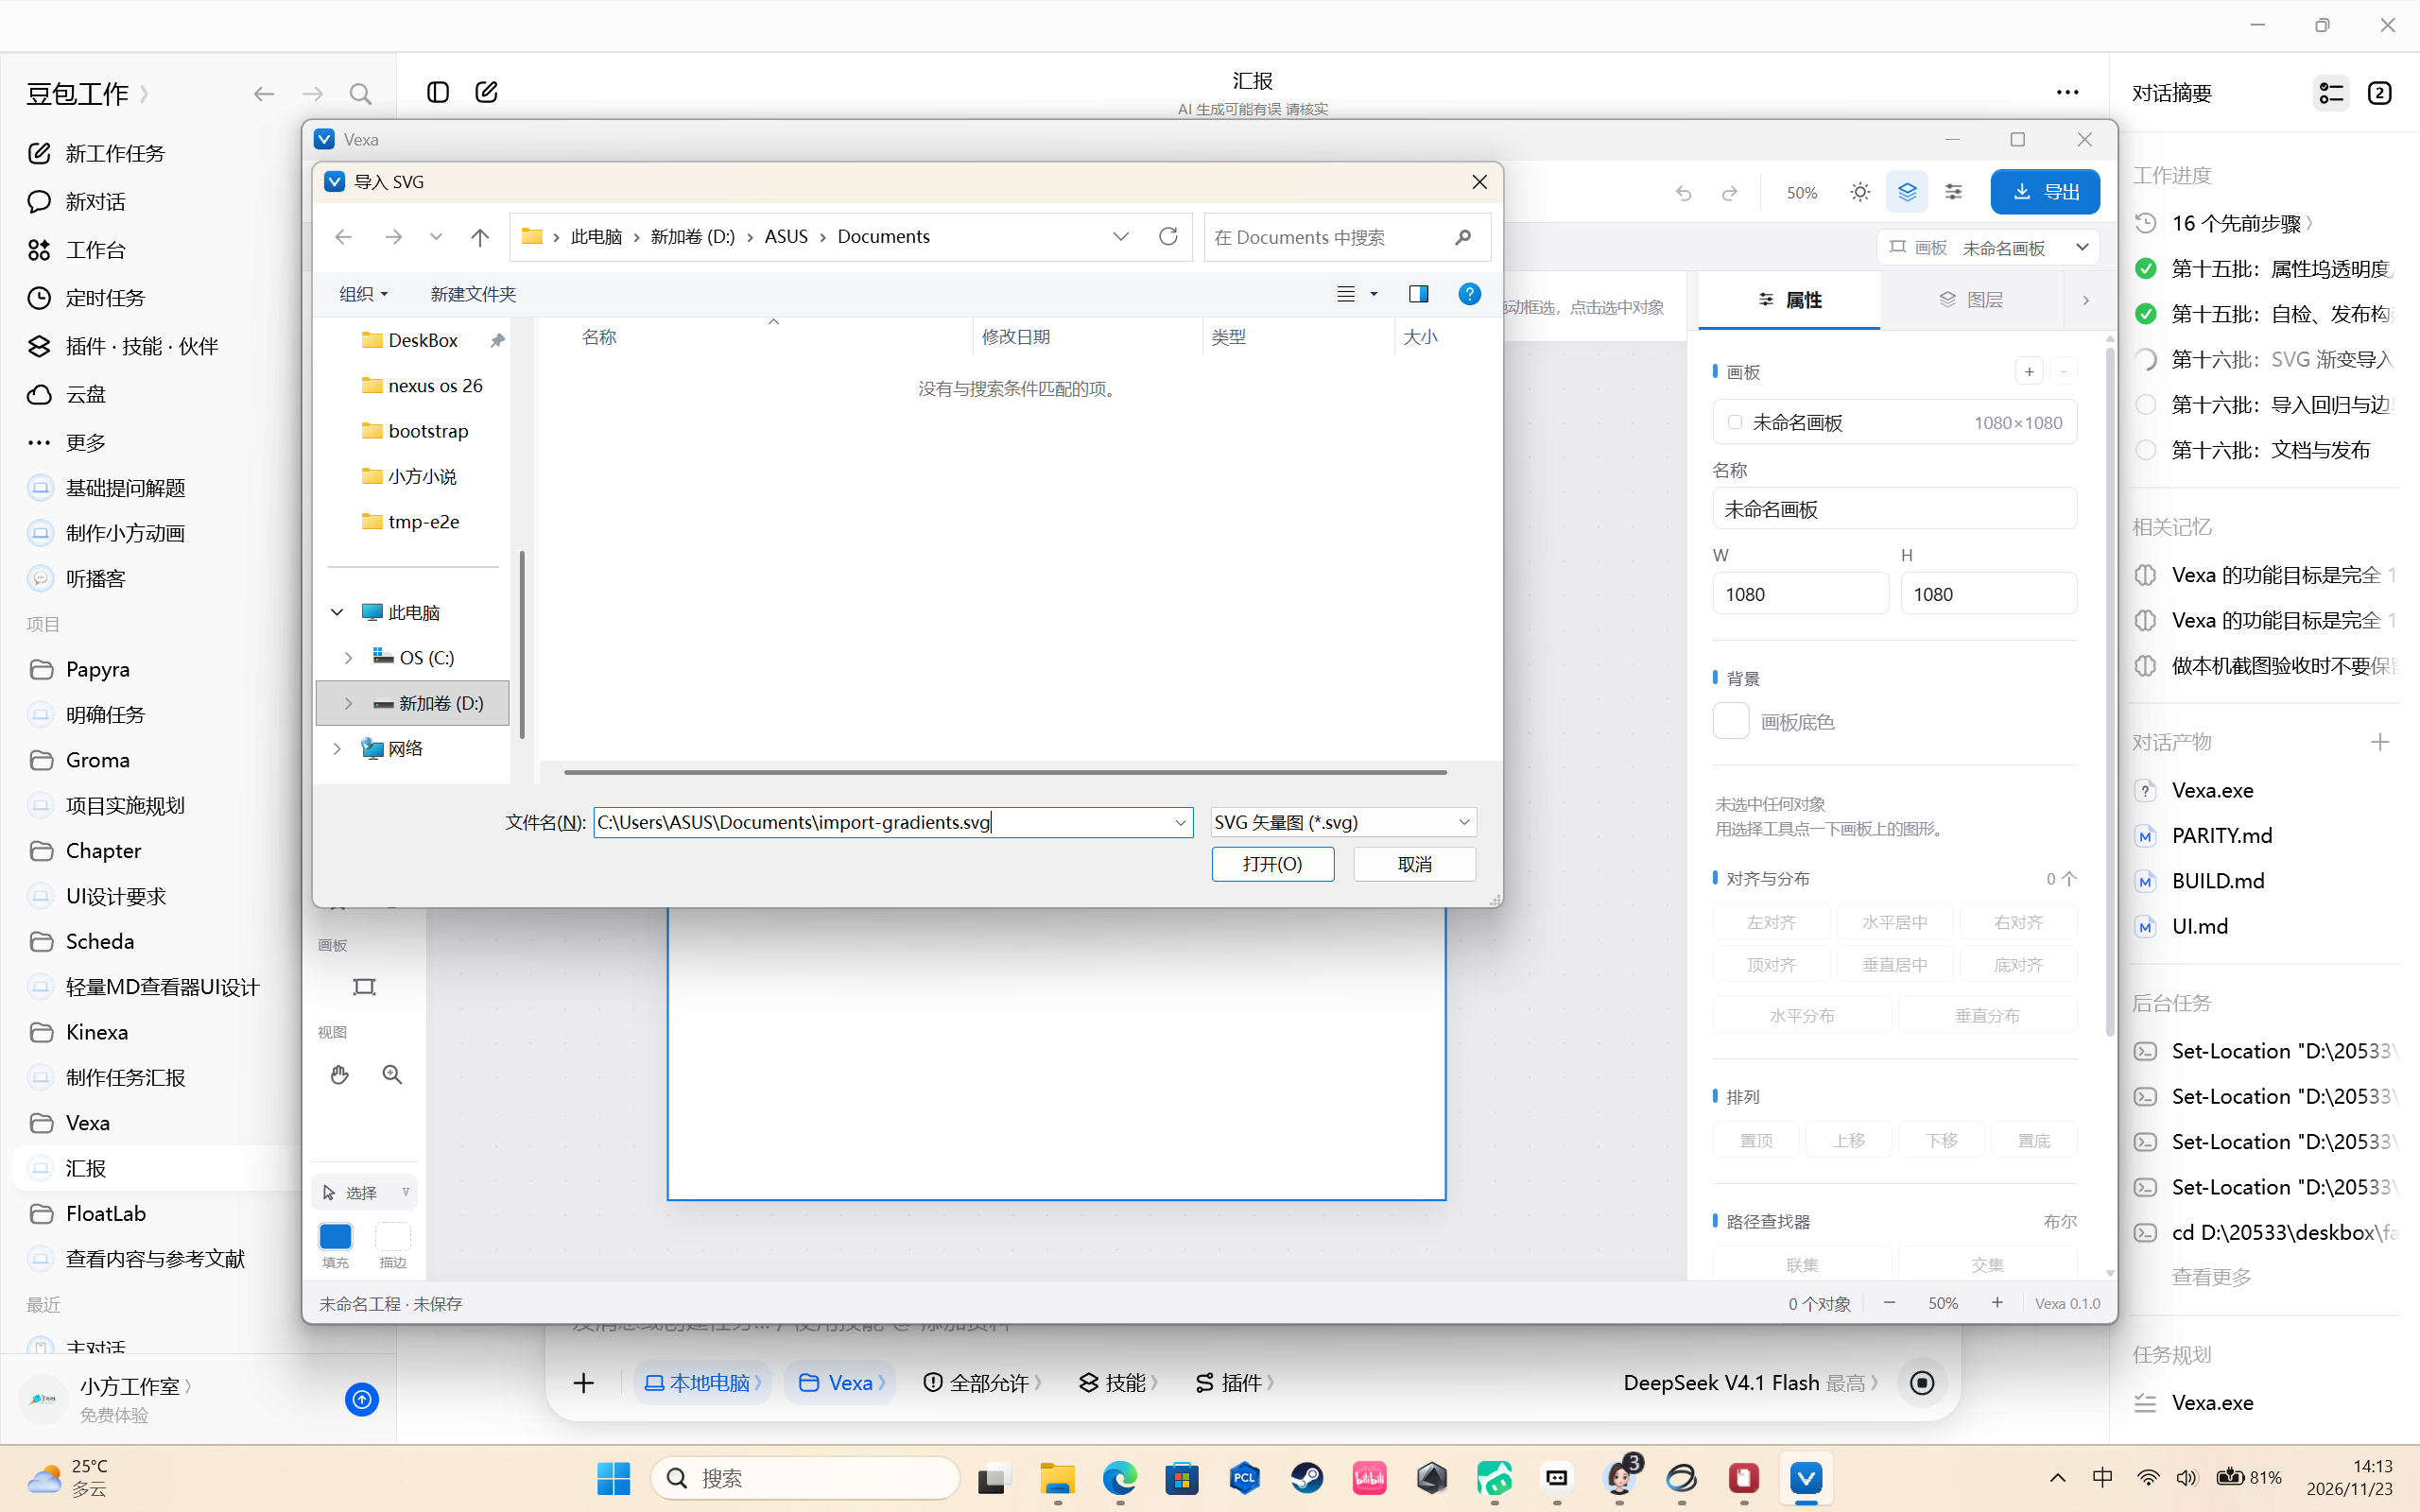 豆包工作
新工作任务
新对话
工作台
定时任务
插件 · 技能 · 伙伴
云盘
更多
基础提问解题
制作小方动画
听播客
项目
Papyra
明确任务
Groma
项目实施规划
Chapter
UI设计要求
Scheda
轻量MD查看器UI设计
Kinexa
制作任务汇报
Vexa
汇报
FloatLab
查看内容与参考文献
最近
主对话
小方工作室
免费体验
汇报
AI 生成可能有误 请核实
Vexa
导入 SVG
此电脑 › 新加卷 (D:) › ASUS › Documents
在 Documents 中搜索
组织
新建文件夹
DeskBox
nexus os 26
bootstrap
小方小说
tmp-e2e
此电脑
OS (C:)
新加卷 (D:)
网络
名称 修改日期 类型 大小
没有与搜索条件匹配的项。
文件名(N): C:\Users\ASUS\Documents\import-gradients.svg
SVG 矢量图 (*.svg)
打开(O) 取消
50%
导出
画板 未命名画板
动框选，点击选中对象
属性 图层
画板 + -
未命名画板 1080×1080
名称
未命名画板
W H
1080 1080
背景
画板底色
未选中任何对象
用选择工具点一下画板上的图形。
对齐与分布 0 个
左对齐 水平居中 右对齐
顶对齐 垂直居中 底对齐
水平分布 垂直分布
排列
置顶 上移 下移 置底
路径查找器 布尔
联集 交集
画板
视图
选择
填充 描边
未命名工程 · 未保存
0 个对象 − 50% + Vexa 0.1.0
本地电脑
Vexa
全部允许
技能
插件
DeepSeek V4.1 Flash 最高
对话摘要 2
工作进度
16 个先前步骤
第十五批：属性坞透明度
第十五批：自检、发布构
第十六批：SVG 渐变导入
第十六批：导入回归与边
第十六批：文档与发布
相关记忆
Vexa 的功能目标是完全 1
Vexa 的功能目标是完全 1
做本机截图验收时不要保留
对话产物
Vexa.exe
PARITY.md
BUILD.md
UI.md
后台任务
Set-Location "D:\20533\
Set-Location "D:\20533\
Set-Location "D:\20533\
Set-Location "D:\20533\
cd D:\20533\deskbox\fa
查看更多
任务规划
Vexa.exe
25°C
多云
搜索
PCL
bilibili
3
中
81%
14:13
2026/11/23